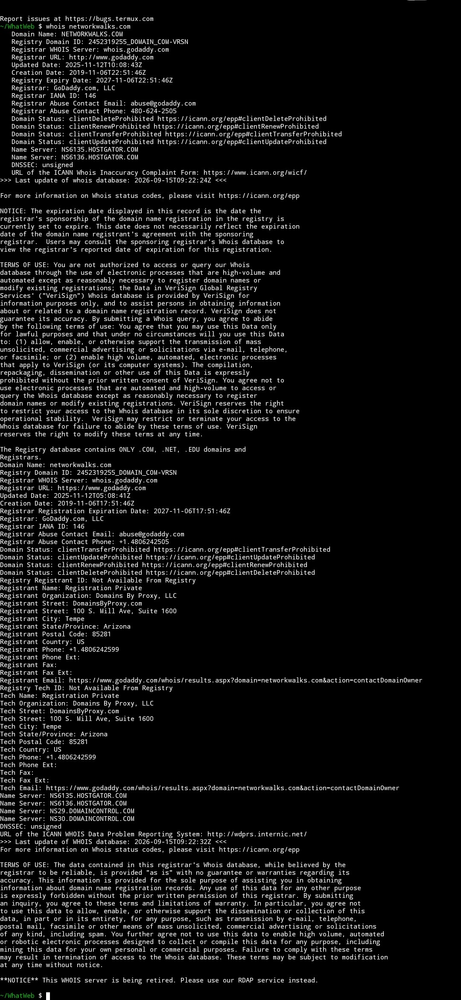 Report issues at https://bugs.termux.com
~/WhatWeb $ whois networkwalks.com
   Domain Name: NETWORKWALKS.COM
   Registry Domain ID: 2452319255_DOMAIN_COM-VRSN
   Registrar WHOIS Server: whois.godaddy.com
   Registrar URL: http://www.godaddy.com
   Updated Date: 2025-11-12T10:08:43Z
   Creation Date: 2019-11-06T22:51:46Z
   Registry Expiry Date: 2027-11-06T22:51:46Z
   Registrar: GoDaddy.com, LLC
   Registrar IANA ID: 146
   Registrar Abuse Contact Email: abuse@godaddy.com
   Registrar Abuse Contact Phone: 480-624-2505
   Domain Status: clientDeleteProhibited https://icann.org/epp#clientDeleteProhibited
   Domain Status: clientRenewProhibited https://icann.org/epp#clientRenewProhibited
   Domain Status: clientTransferProhibited https://icann.org/epp#clientTransferProhibited
   Domain Status: clientUpdateProhibited https://icann.org/epp#clientUpdateProhibited
   Name Server: NS6135.HOSTGATOR.COM
   Name Server: NS6136.HOSTGATOR.COM
   DNSSEC: unsigned
   URL of the ICANN Whois Inaccuracy Complaint Form: https://www.icann.org/wicf/
>>> Last update of whois database: 2026-09-15T09:22:24Z <<<

For more information on Whois status codes, please visit https://icann.org/epp

NOTICE: The expiration date displayed in this record is the date the
registrar's sponsorship of the domain name registration in the registry is
currently set to expire. This date does not necessarily reflect the expiration
date of the domain name registrant's agreement with the sponsoring
registrar.  Users may consult the sponsoring registrar's Whois database to
view the registrar's reported date of expiration for this registration.

TERMS OF USE: You are not authorized to access or query our Whois
database through the use of electronic processes that are high-volume and
automated except as reasonably necessary to register domain names or
modify existing registrations; the Data in VeriSign Global Registry
Services' ("VeriSign") Whois database is provided by VeriSign for
information purposes only, and to assist persons in obtaining information
about or related to a domain name registration record. VeriSign does not
guarantee its accuracy. By submitting a Whois query, you agree to abide
by the following terms of use: You agree that you may use this Data only
for lawful purposes and that under no circumstances will you use this Data
to: (1) allow, enable, or otherwise support the transmission of mass
unsolicited, commercial advertising or solicitations via e-mail, telephone,
or facsimile; or (2) enable high volume, automated, electronic processes
that apply to VeriSign (or its computer systems). The compilation,
repackaging, dissemination or other use of this Data is expressly
prohibited without the prior written consent of VeriSign. You agree not to
use electronic processes that are automated and high-volume to access or
query the Whois database except as reasonably necessary to register
domain names or modify existing registrations. VeriSign reserves the right
to restrict your access to the Whois database in its sole discretion to ensure
operational stability.  VeriSign may restrict or terminate your access to the
Whois database for failure to abide by these terms of use. VeriSign
reserves the right to modify these terms at any time.

The Registry database contains ONLY .COM, .NET, .EDU domains and
Registrars.
Domain Name: networkwalks.com
Registry Domain ID: 2452319255_DOMAIN_COM-VRSN
Registrar WHOIS Server: whois.godaddy.com
Registrar URL: https://www.godaddy.com
Updated Date: 2025-11-12T05:08:41Z
Creation Date: 2019-11-06T17:51:46Z
Registrar Registration Expiration Date: 2027-11-06T17:51:46Z
Registrar: GoDaddy.com, LLC
Registrar IANA ID: 146
Registrar Abuse Contact Email: abuse@godaddy.com
Registrar Abuse Contact Phone: +1.4806242505
Domain Status: clientTransferProhibited https://icann.org/epp#clientTransferProhibited
Domain Status: clientUpdateProhibited https://icann.org/epp#clientUpdateProhibited
Domain Status: clientRenewProhibited https://icann.org/epp#clientRenewProhibited
Domain Status: clientDeleteProhibited https://icann.org/epp#clientDeleteProhibited
Registry Registrant ID: Not Available From Registry
Registrant Name: Registration Private
Registrant Organization: Domains By Proxy, LLC
Registrant Street: DomainsByProxy.com
Registrant Street: 100 S. Mill Ave, Suite 1600
Registrant City: Tempe
Registrant State/Province: Arizona
Registrant Postal Code: 85281
Registrant Country: US
Registrant Phone: +1.4806242599
Registrant Phone Ext:
Registrant Fax:
Registrant Fax Ext:
Registrant Email: https://www.godaddy.com/whois/results.aspx?domain=networkwalks.com&action=contactDomainOwner
Registry Tech ID: Not Available From Registry
Tech Name: Registration Private
Tech Organization: Domains By Proxy, LLC
Tech Street: DomainsByProxy.com
Tech Street: 100 S. Mill Ave, Suite 1600
Tech City: Tempe
Tech State/Province: Arizona
Tech Postal Code: 85281
Tech Country: US
Tech Phone: +1.4806242599
Tech Phone Ext:
Tech Fax:
Tech Fax Ext:
Tech Email: https://www.godaddy.com/whois/results.aspx?domain=networkwalks.com&action=contactDomainOwner
Name Server: NS6135.HOSTGATOR.COM
Name Server: NS6136.HOSTGATOR.COM
Name Server: NS29.DOMAINCONTROL.COM
Name Server: NS30.DOMAINCONTROL.COM
DNSSEC: unsigned
URL of the ICANN WHOIS Data Problem Reporting System: http://wdprs.internic.net/
>>> Last update of WHOIS database: 2026-09-15T09:22:32Z <<<
For more information on Whois status codes, please visit https://icann.org/epp

TERMS OF USE: The data contained in this registrar's Whois database, while believed by the
registrar to be reliable, is provided "as is" with no guarantee or warranties regarding its
accuracy. This information is provided for the sole purpose of assisting you in obtaining
information about domain name registration records. Any use of this data for any other purpose
is expressly forbidden without the prior written permission of this registrar. By submitting
an inquiry, you agree to these terms and limitations of warranty. In particular, you agree not
to use this data to allow, enable, or otherwise support the dissemination or collection of this
data, in part or in its entirety, for any purpose, such as transmission by e-mail, telephone,
postal mail, facsimile or other means of mass unsolicited, commercial advertising or solicitations
of any kind, including spam. You further agree not to use this data to enable high volume, automated
or robotic electronic processes designed to collect or compile this data for any purpose, including
mining this data for your own personal or commercial purposes. Failure to comply with these terms
may result in termination of access to the Whois database. These terms may be subject to modification
at any time without notice.

**NOTICE** This WHOIS server is being retired. Please use our RDAP service instead.

~/WhatWeb $